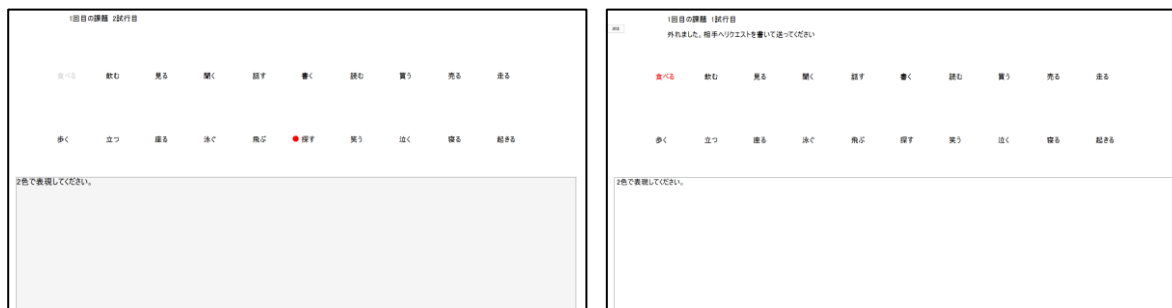 1回目の課題 2試行目
食べる 飲む 見る 聞く 話す 書く 読む 買う 売る 走る
歩く 立つ 座る 泳ぐ 飛ぶ 探す 笑う 泣く 寝る 起きる
2色で表現してください。
1回目の課題 1試行目
外れました。相手へリクエストを書いて送ってください
食べる 飲む 見る 聞く 話す 書く 読む 買う 売る 走る
歩く 立つ 座る 泳ぐ 飛ぶ 探す 笑う 泣く 寝る 起きる
2色で表現してください。